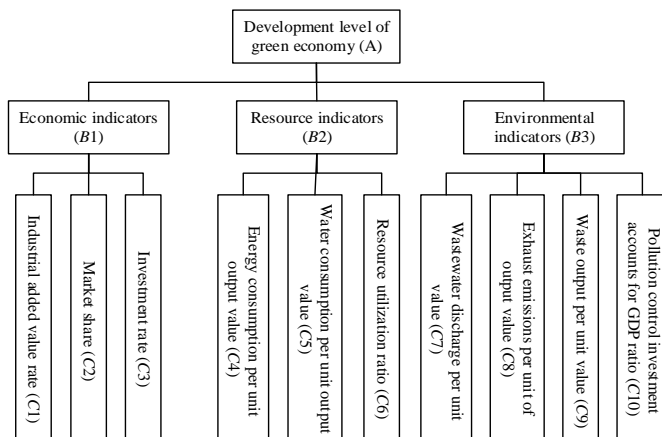 Development level of
green economy (A)
Economic indicators
(B1)
Resource indicators
(B2)
Environmental
indicators (B3)
Industrial added value rate (C1)
Market share (C2)
Investment rate (C3)
Energy consumption per unit
output value (C4)
Water consumption per unit output
value (C5)
Resource utilization ratio (C6)
Wastewater discharge per unit
value (C7)
Exhaust emissions per unit of
output value (C8)
Waste output per unit value (C9)
Pollution control investment
accounts for GDP ratio (C10)